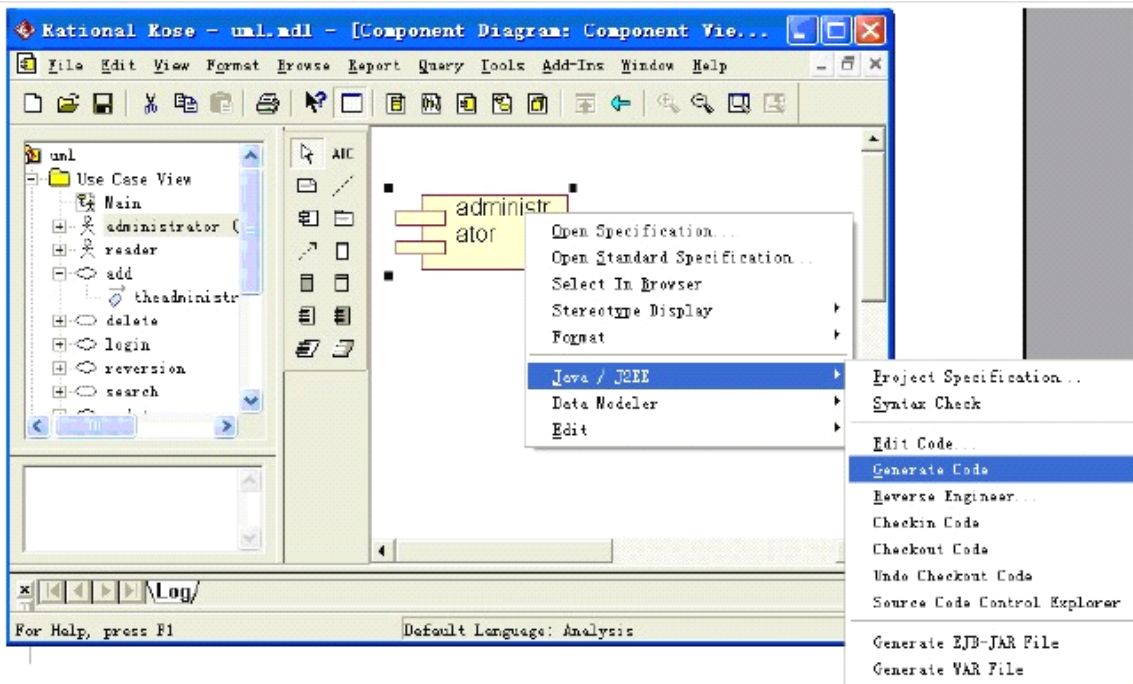 Rational Rose - uml.mdl - [Component Diagram: Component Vie...
File Edit View Format Browse Report Query Tools Add-Ins Window Help
ABC
uml
Use Case View
Main
administrator (
reader
add
theadministr
delete
login
reversion
search
administr
ator
Open Specification...
Open Standard Specification...
Select In Browser
Stereotype Display
Format
Java / J2EE
Data Modeler
Edit
Project Specification...
Syntax Check
Edit Code...
Generate Code
Reverse Engineer...
Checkin Code
Checkout Code
Undo Checkout Code
Source Code Control Explorer
Generate EJB-JAR File
Generate WAR File
Log
For Help, press F1
Default Language: Analysis